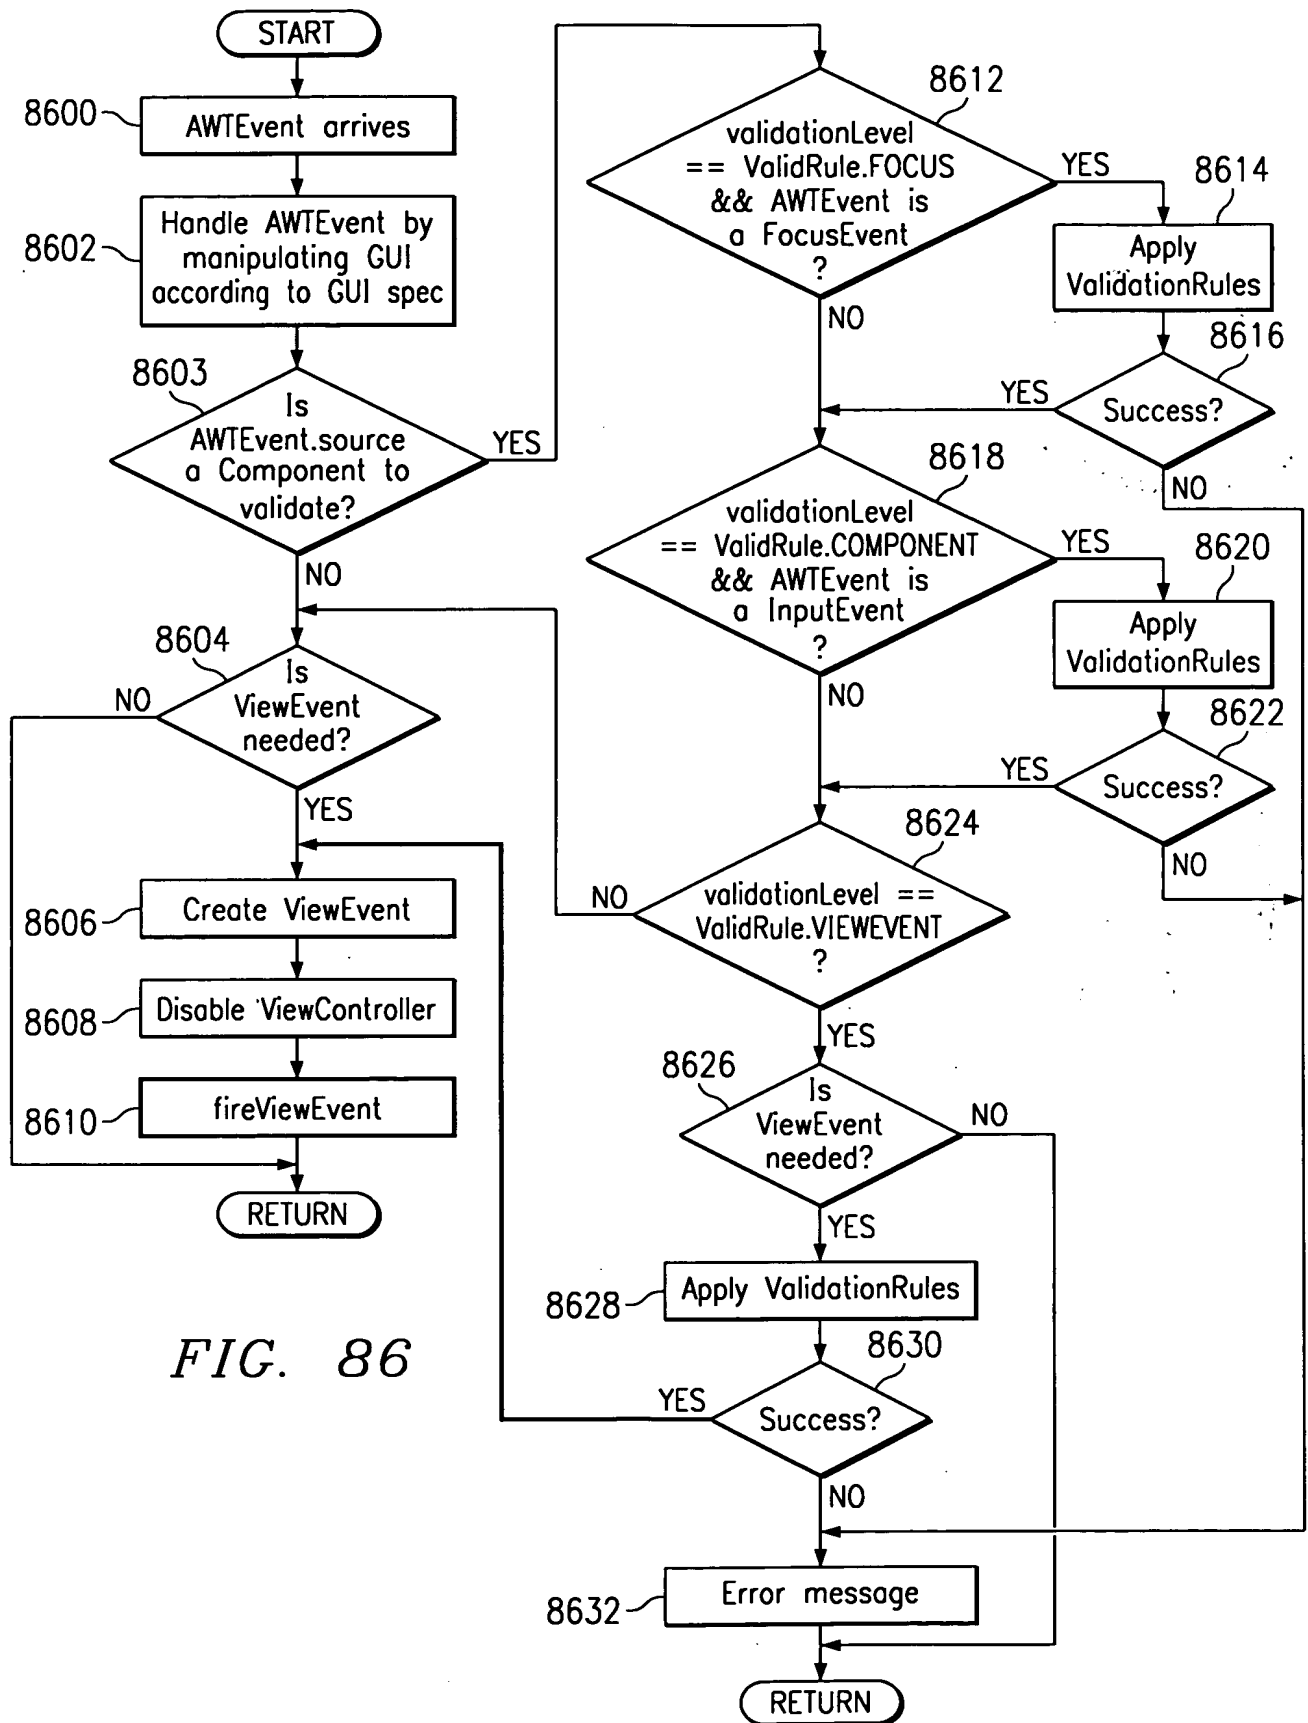 START
8600
AWTEvent arrives
8602
Handle AWTEvent by
manipulating GUI
according to GUI spec
8603
Is
AWTEvent.source
a Component to
validate?
YES
NO
8604
Is
ViewEvent
needed?
NO
YES
8606
Create ViewEvent
8608
Disable ViewController
8610
fireViewEvent
RETURN
8612
validationLevel
== ValidRule.FOCUS
&& AWTEvent is
a FocusEvent
?
YES
NO
8614
Apply
ValidationRules
8616
Success?
YES
NO
8618
validationLevel
== ValidRule.COMPONENT
&& AWTEvent is
a InputEvent
?
YES
NO
8620
Apply
ValidationRules
8622
Success?
YES
NO
8624
validationLevel ==
ValidRule.VIEWEVENT
?
NO
YES
8626
Is
ViewEvent
needed?
NO
YES
8628
Apply ValidationRules
8630
Success?
YES
NO
8632
Error message
RETURN
FIG. 86